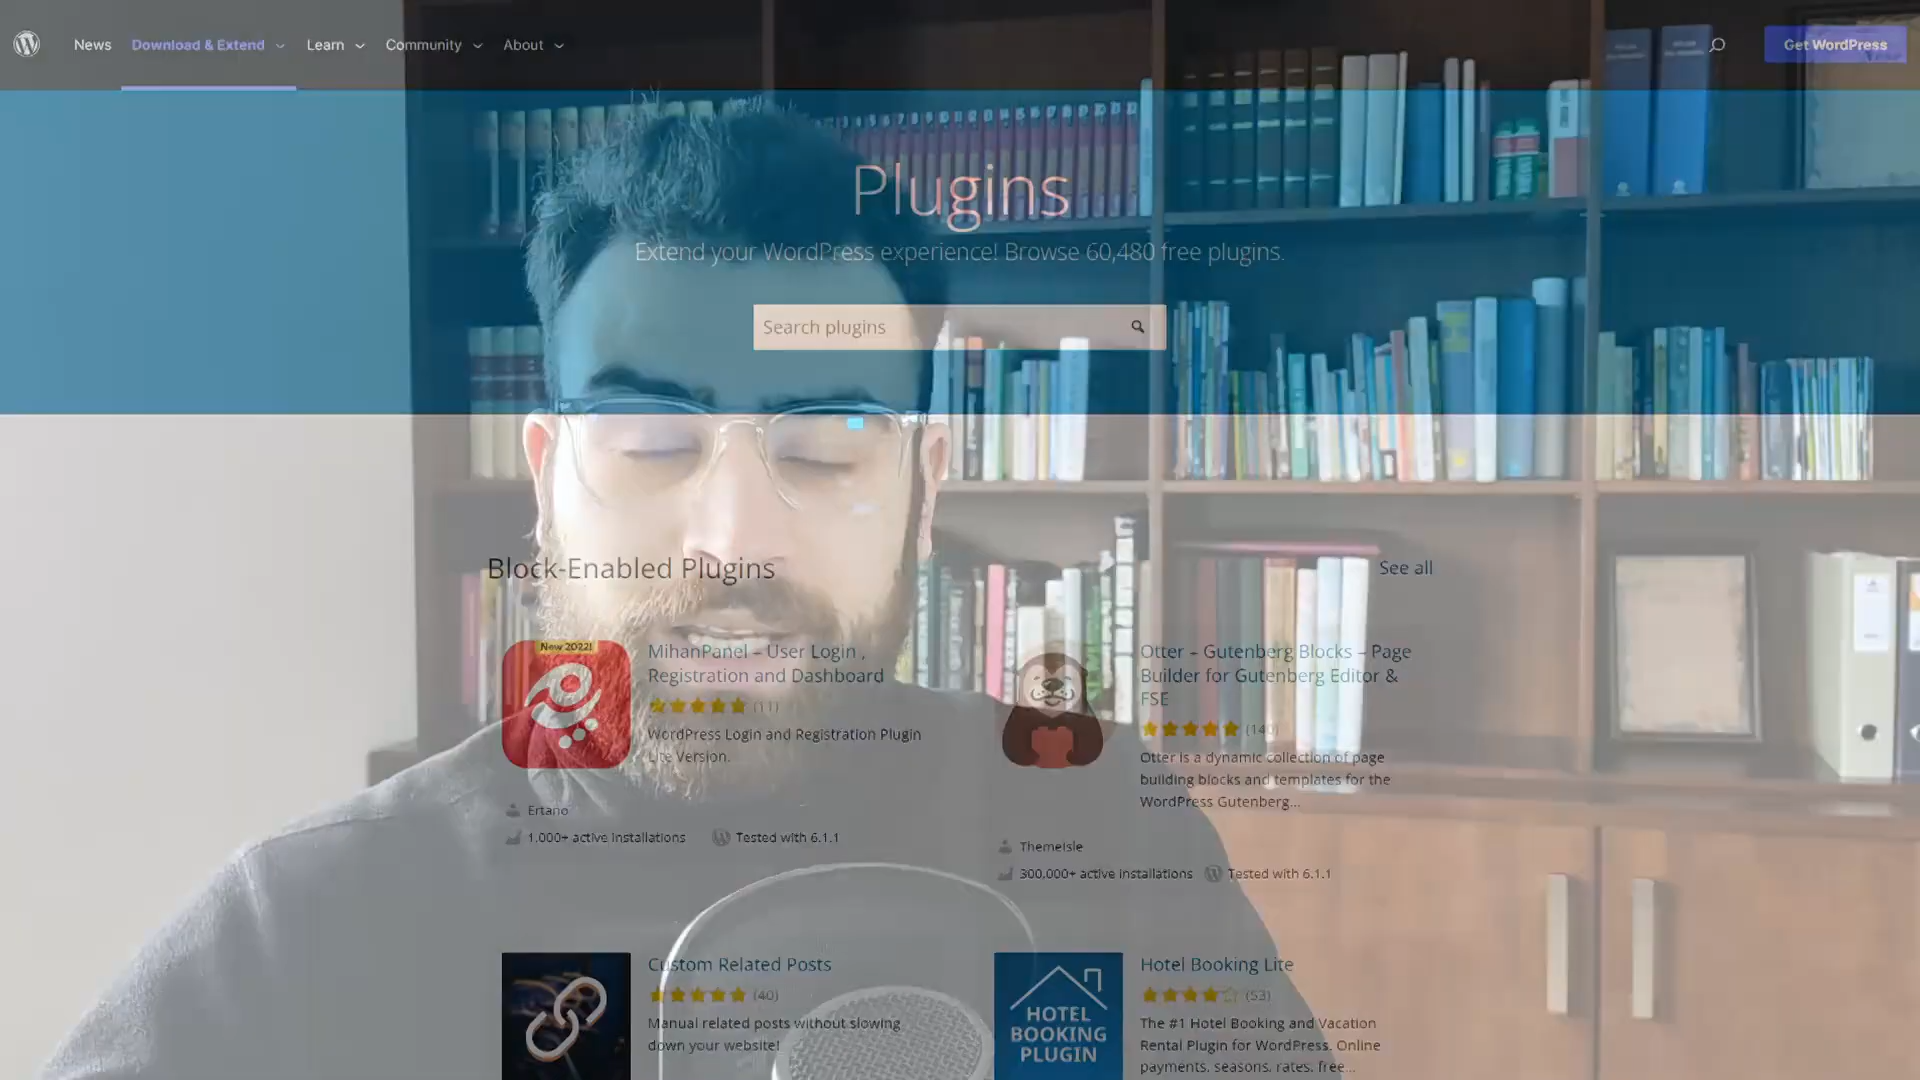 News Download & Extend Learn Community About Get WordPress
Plugins
Extend your WordPress experience! Browse 60,480 free plugins.
Search plugins
Block-Enabled Plugins See all
New 2022!
MihanPanel – User Login ,
Registration and Dashboard
(11)
WordPress Login and Registration Plugin
Lite Version.
Ertano
1.000+ active installations Tested with 6.1.1
Otter – Gutenberg Blocks – Page
Builder for Gutenberg Editor &
FSE
(140)
Otter is a dynamic collection of page
building blocks and templates for the
WordPress Gutenberg...
ThemeIsle
300,000+ active installations Tested with 6.1.1
Custom Related Posts
(40)
Manual related posts without slowing
down your website!
HOTEL
BOOKING
PLUGIN
Hotel Booking Lite
(53)
The #1 Hotel Booking and Vacation
Rental Plugin for WordPress. Online
payments, seasons, rates, free...